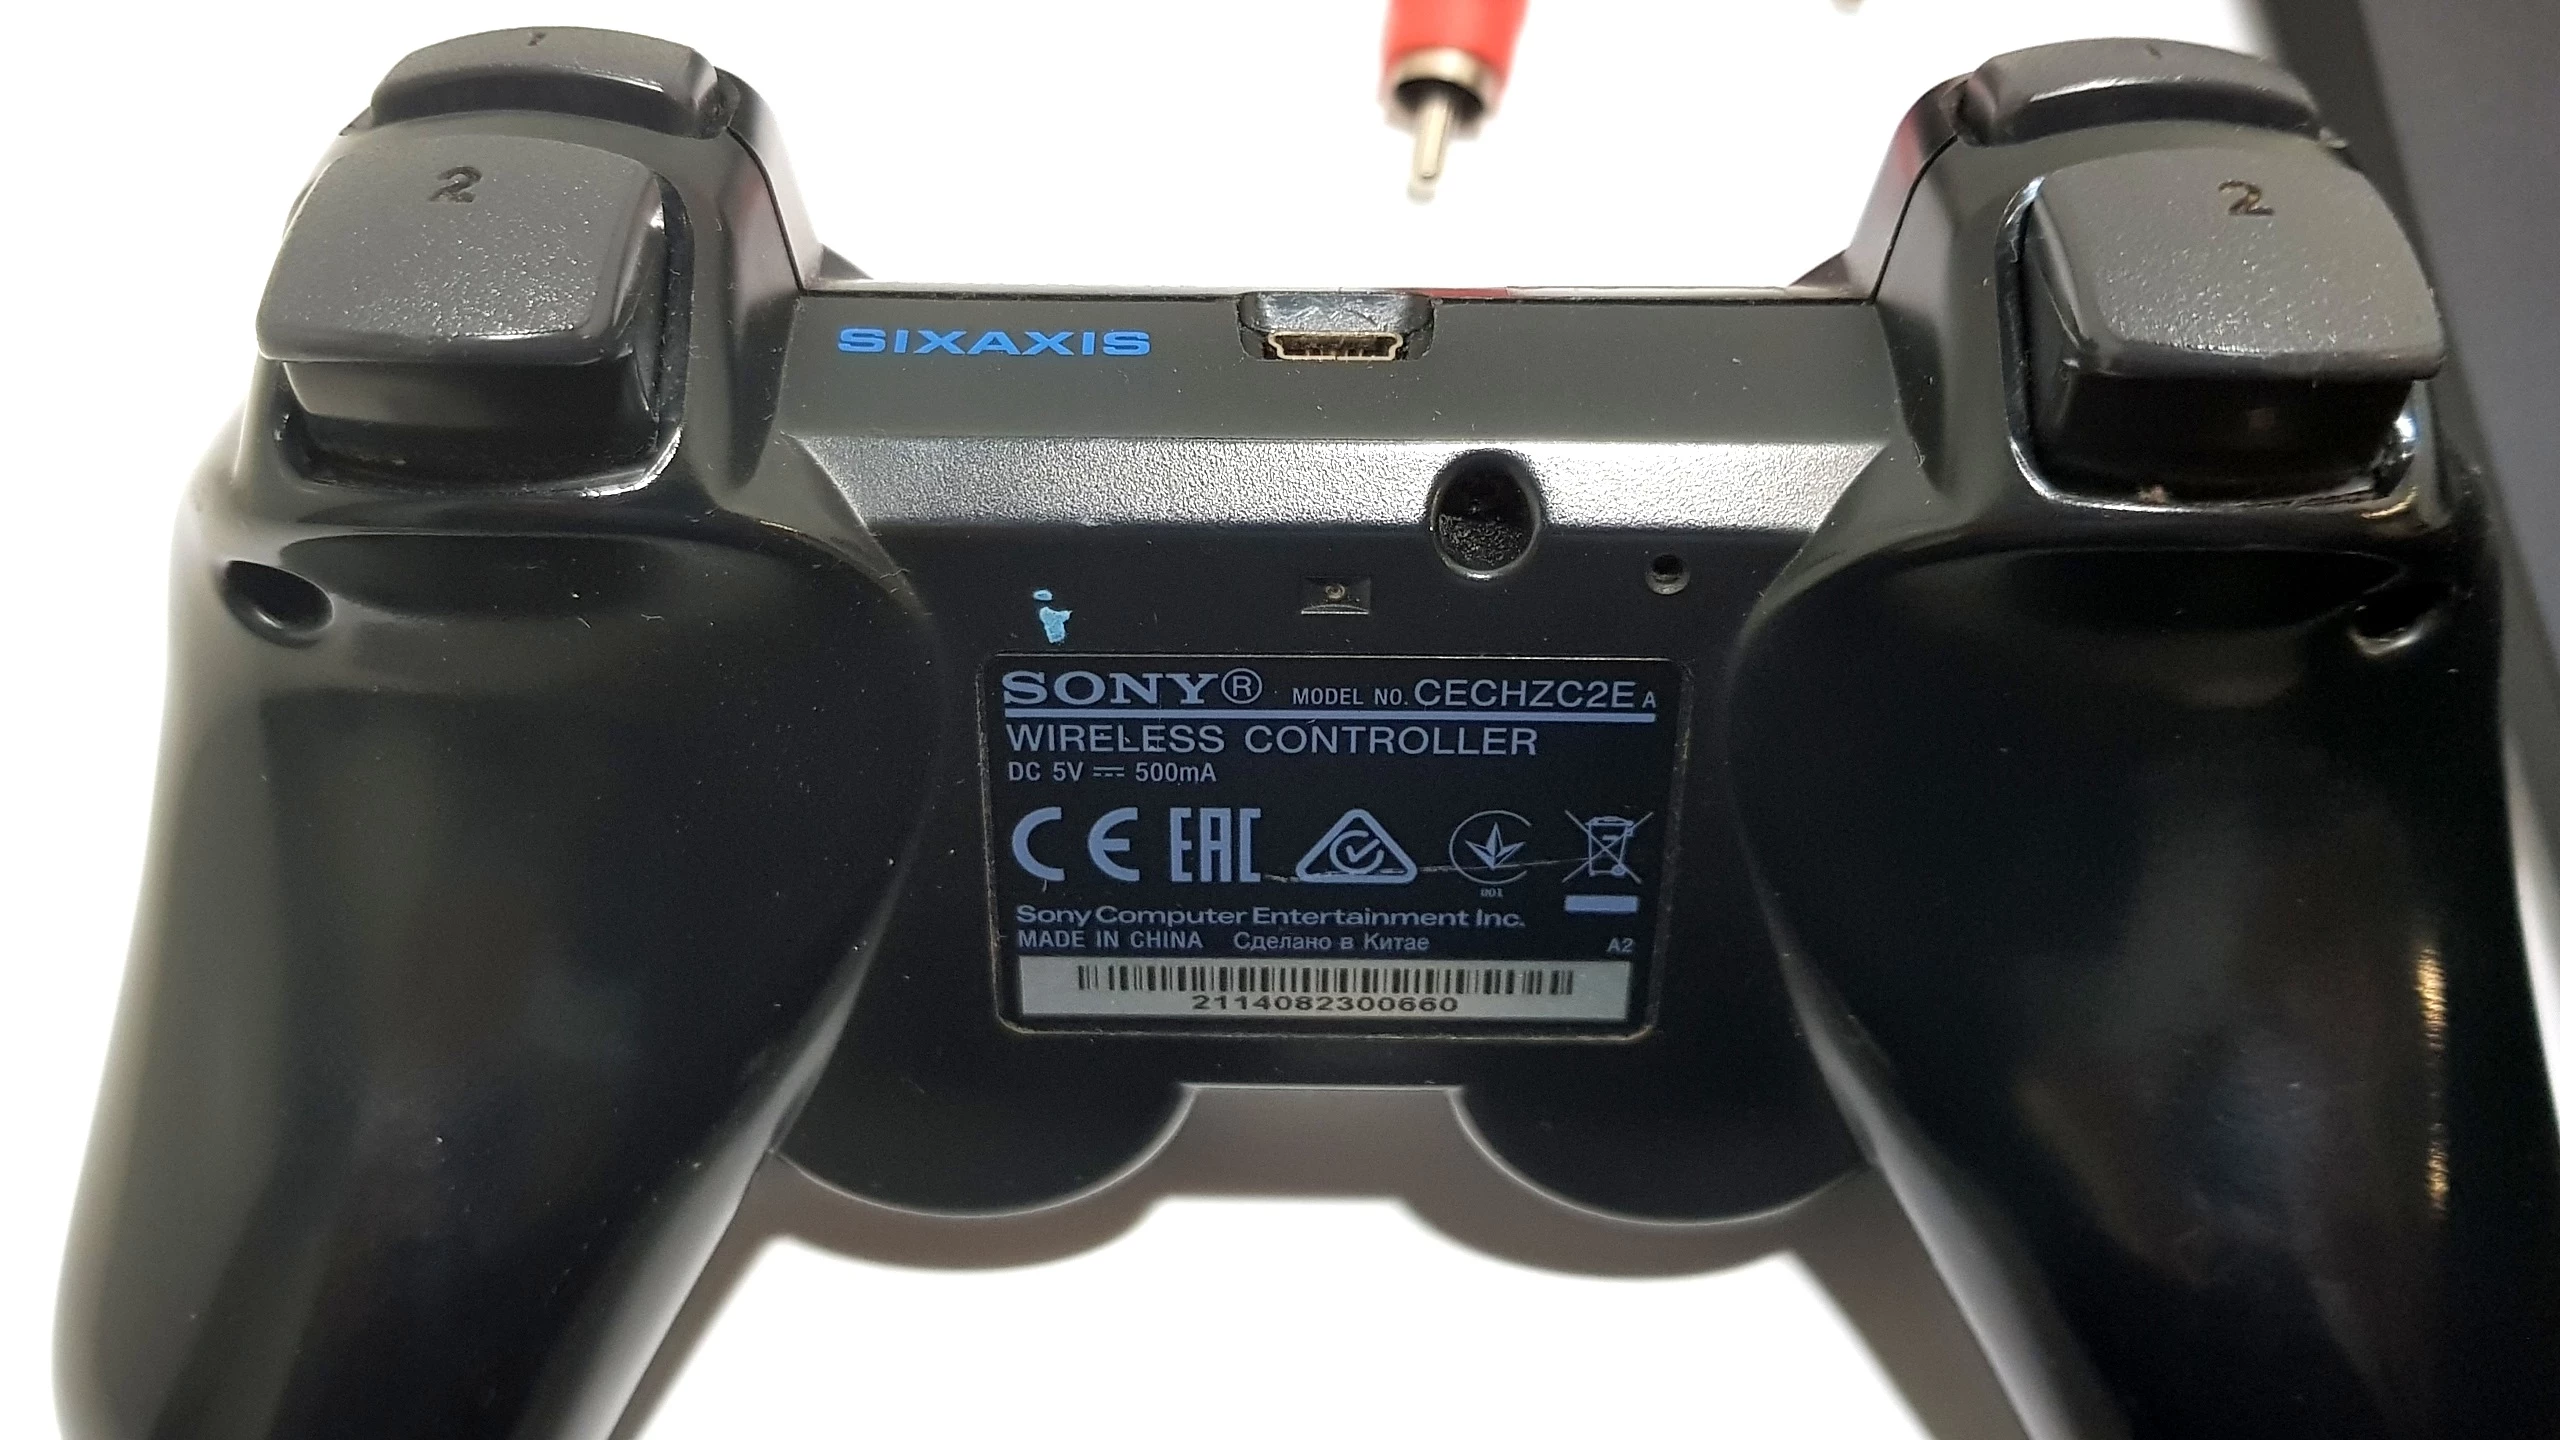 1
2
2
SIXAXIS
SONY® MODEL NO. CECHZC2E A
WIRELESS CONTROLLER
DC 5V ⎓ 500mA
CE EAC
001
Sony Computer Entertainment Inc.
MADE IN CHINA Сделано в Китае A2
2114082300660